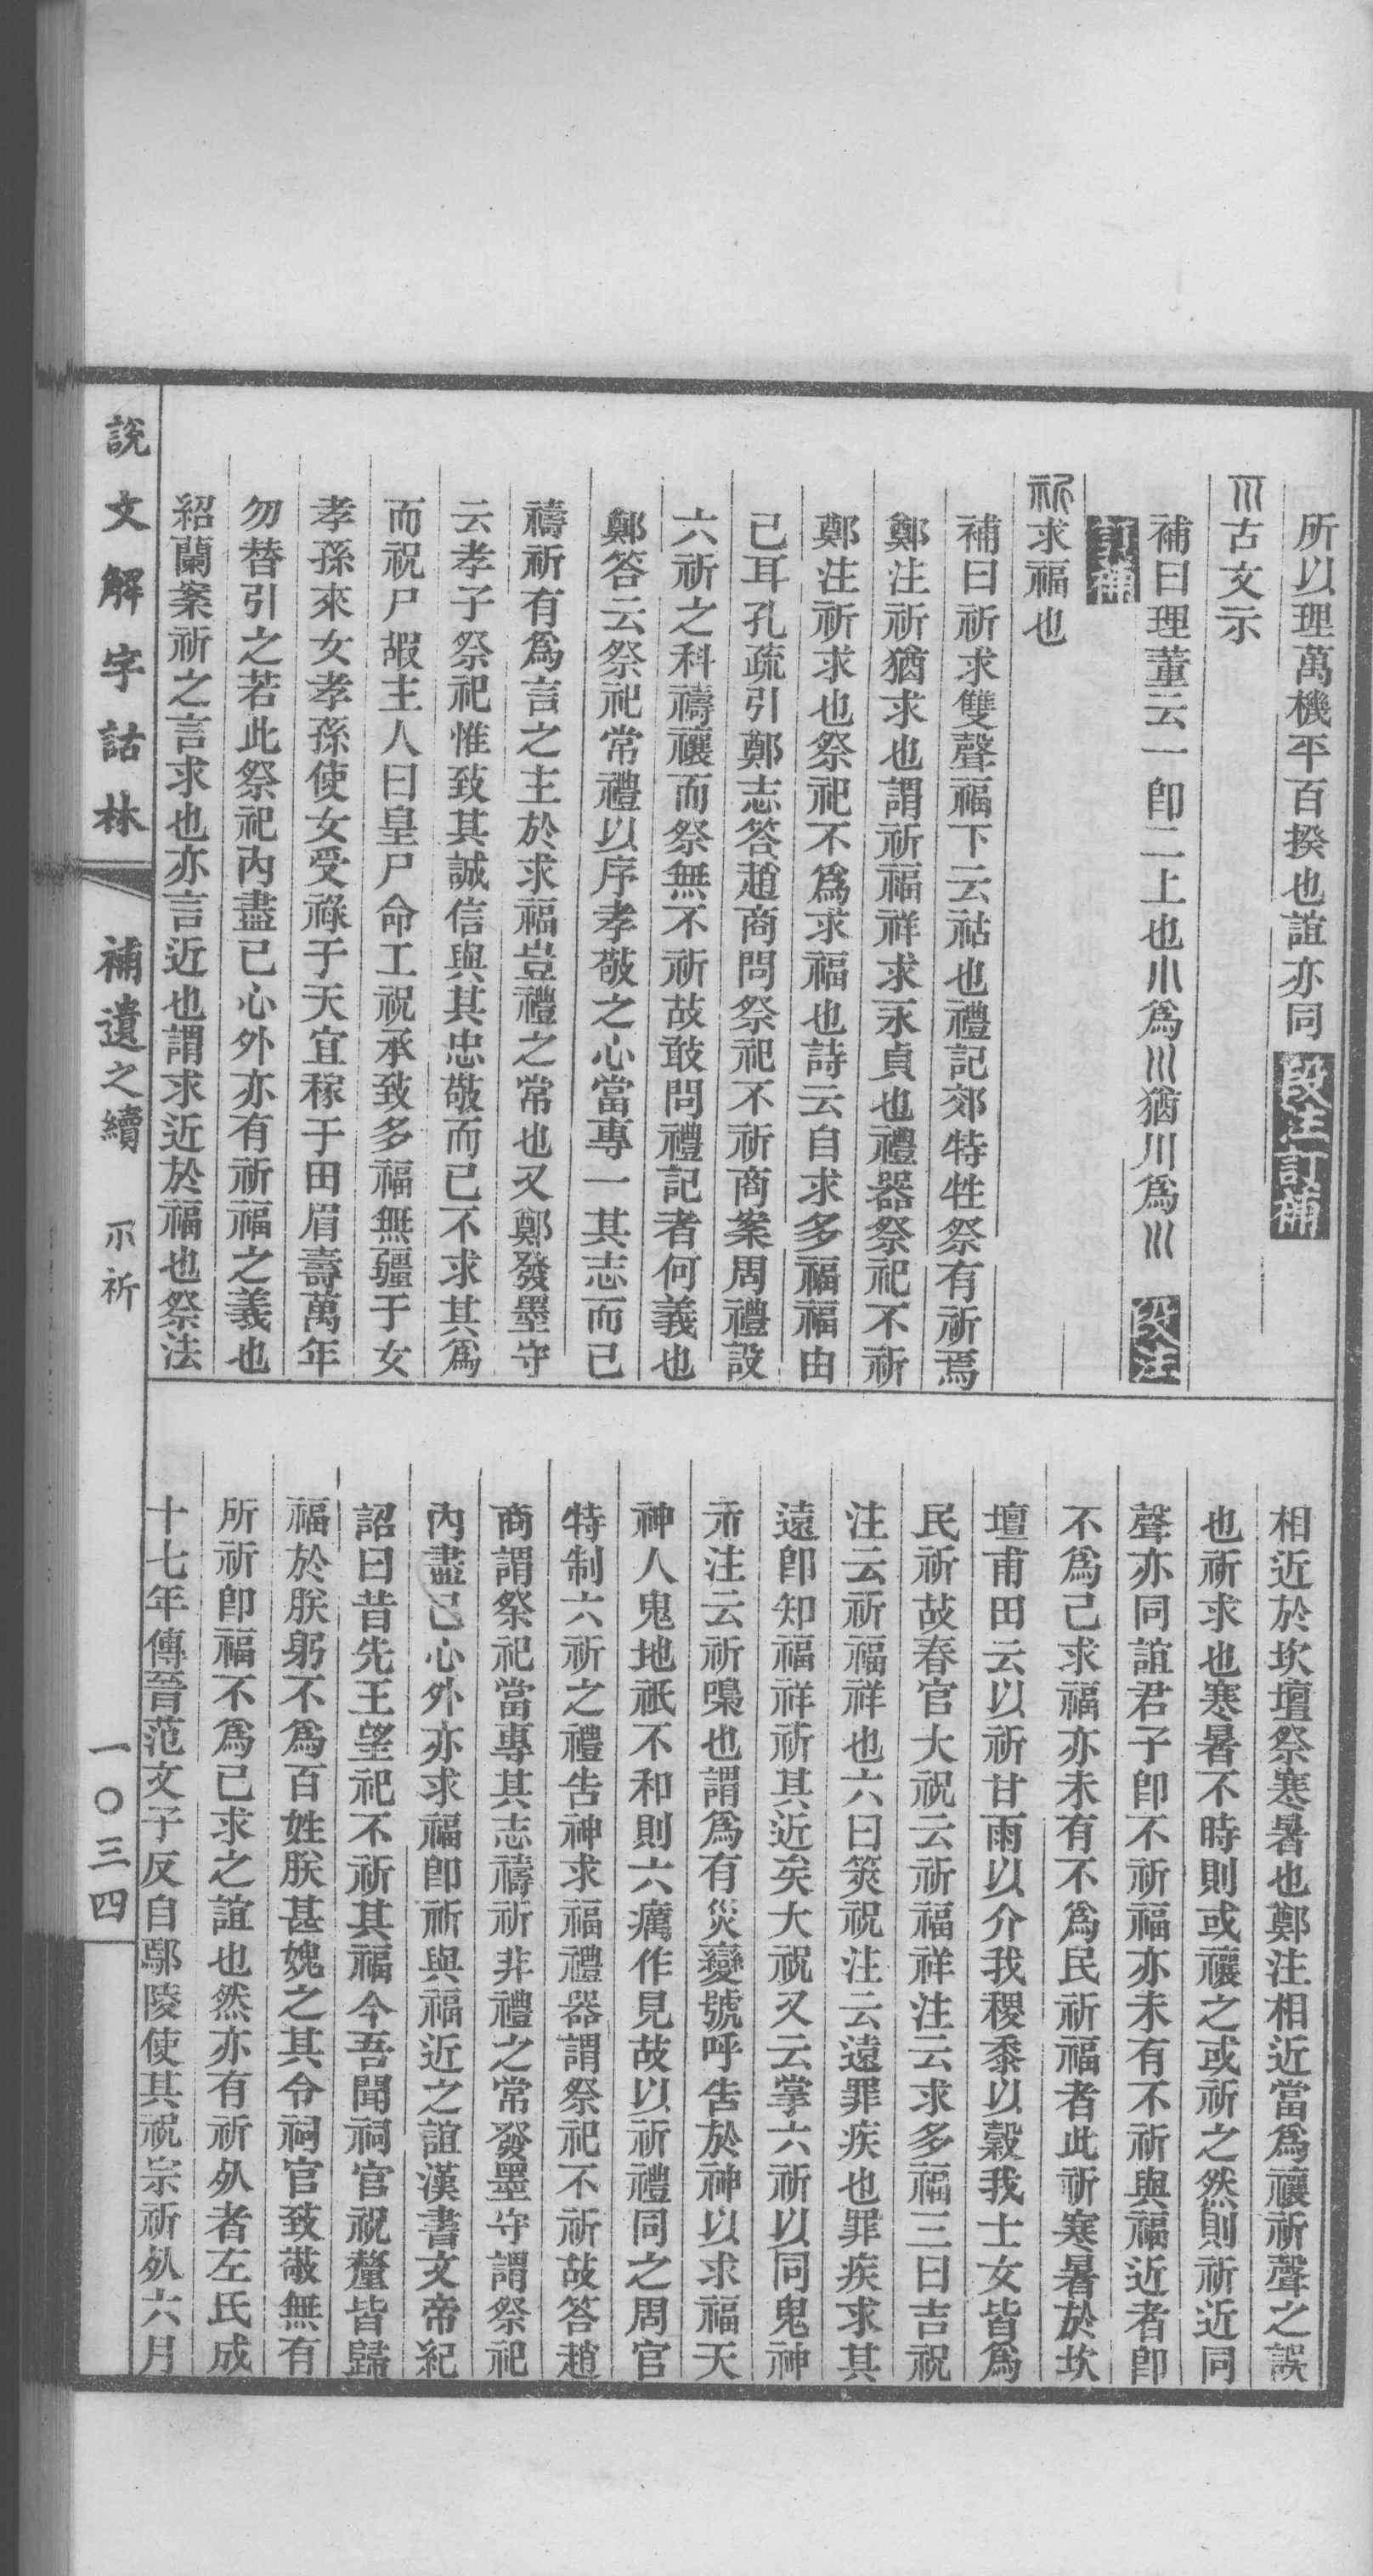 所以理萬機平百揆也誼亦同 段注訂補
古文示
補曰理董云一卽二上也小爲川猶川爲巛 段注
訂補
祈求福也
補曰祈求雙聲福下云祜也禮記郊特牲祭有祈焉
鄭注祈猶求也謂祈福祥求永貞也禮器祭祀不祈
鄭注祈求也祭祀不爲求福也詩云自求多福福由
己耳孔疏引鄭志答趙商問祭祀不祈商案周禮設
六祈之科禱禳而祭無不祈故敢問禮記者何義也
鄭答云祭祀常禮以序孝敬之心當專一其志而已
禱祈有爲言之主於求福豈禮之常也又鄭發墨守
云孝子祭祀惟致其誠信與其忠敬而已不求其爲
而祝尸嘏主人曰皇尸命工祝承致多福無疆于女
孝孫來女孝孫使女受祿于天宜稼于田眉壽萬年
勿替引之若此祭祀內盡已心外亦有祈福之義也
紹蘭案祈之言求也亦言近也謂求近於福也祭法
相近於坎壇祭寒暑也鄭注相近當爲禳祈聲之誤
也祈求也寒暑不時則或禳之或祈之然則祈近同
聲亦同誼君子卽不祈福亦未有不祈與福近者卽
不爲己求福亦未有不爲民祈福者此祈寒暑於坎
壇甫田云以祈甘雨以介我稷黍以穀我士女皆爲
民祈故春官大祝云祈福祥注云求多福三曰吉祝
注云祈福祥也六曰筴祝注云遠罪疾也罪疾求其
遠卽知福祥祈其近矣大祝又云掌六祈以同鬼神
示注云祈嘄也謂爲有災變號呼告於神以求福天
神人鬼地祇不和則六癘作見故以祈禮同之周官
特制六祈之禮告神求福禮器謂祭祀不祈故答趙
商謂祭祀當專其志禱祈非禮之常發墨守謂祭祀
內盡已心外亦求福卽祈與福近之誼漢書文帝紀
詔曰昔先王望祀不祈其福今吾聞祠官祝釐皆歸
福於朕躬不爲百姓朕甚媿之其令祠官致敬無有
所祈卽福不爲己求之誼也然亦有祈𣦸者左氏成
十七年傳晉范文子反自鄢陵使其祝宗祈𣦸六月
說文解字詁林 補遺之續 示祈 一〇三四